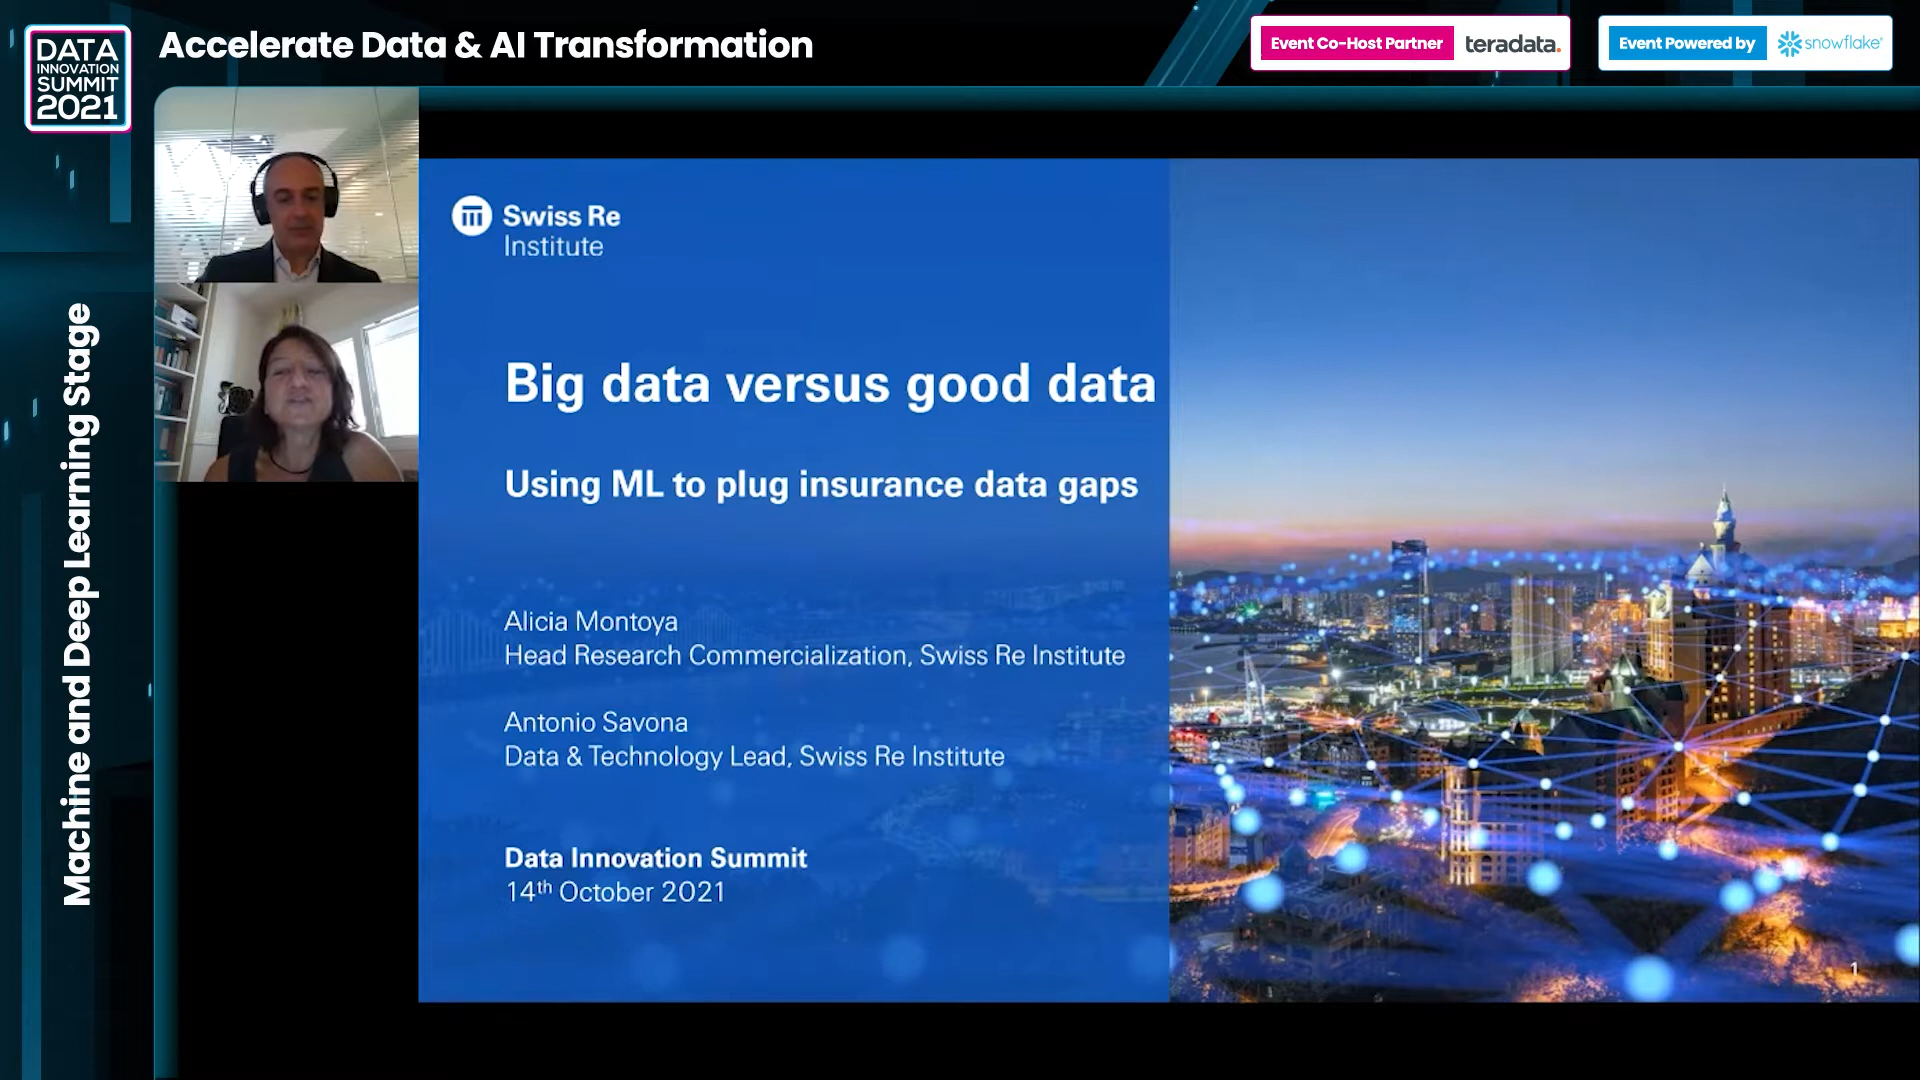 DATA
INNOVATION
SUMMIT
2021
Accelerate Data & AI Transformation
Event Co-Host Partner
teradata.
Event Powered by
snowflake®
Machine and Deep Learning Stage
Swiss Re
Institute
Big data versus good data
Using ML to plug insurance data gaps
Alicia Montoya
Head Research Commercialization, Swiss Re Institute
Antonio Savona
Data & Technology Lead, Swiss Re Institute
Data Innovation Summit
14th October 2021
1